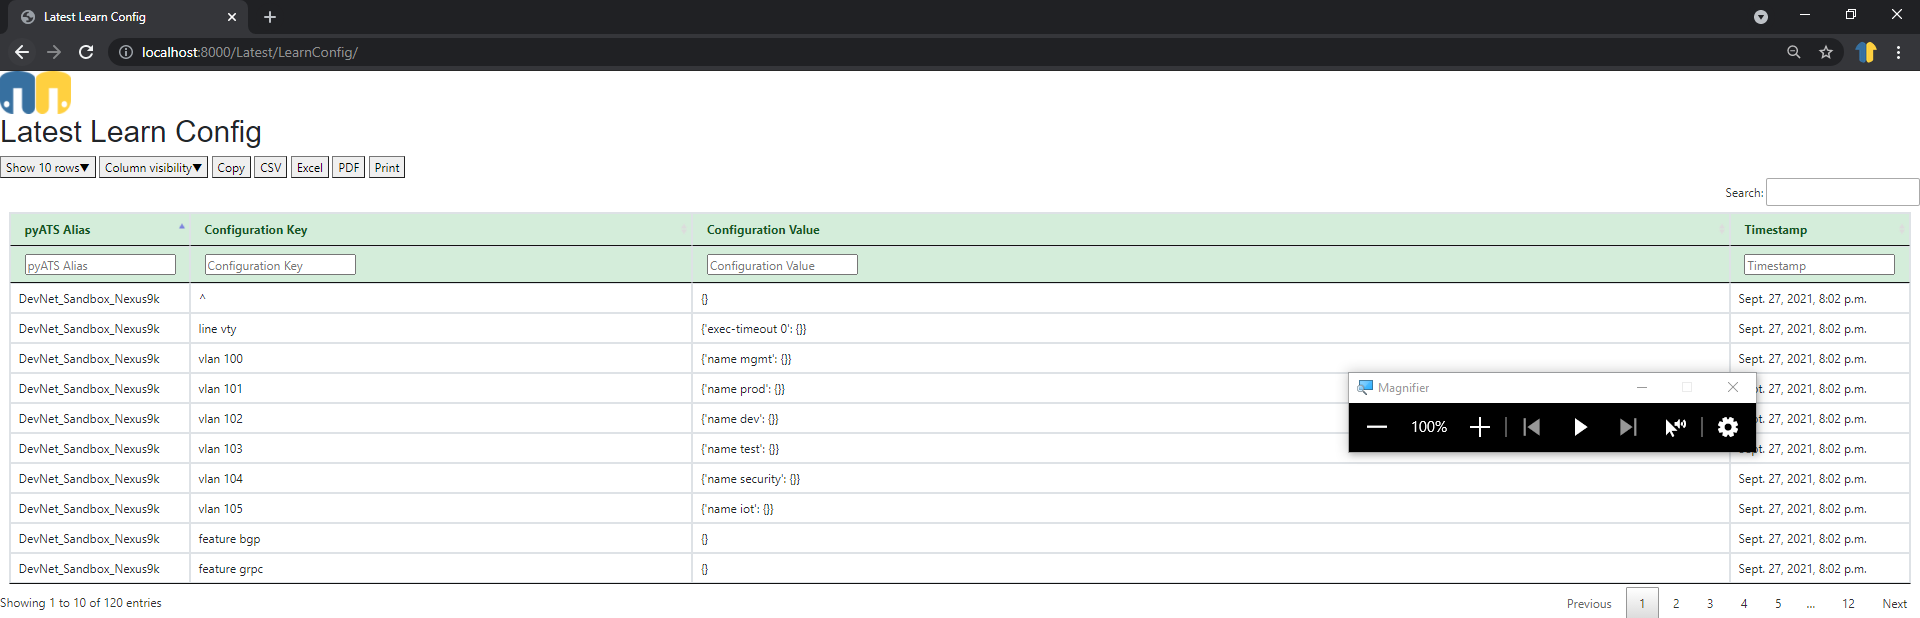 Latest Learn Config
localhost:8000/Latest/LearnConfig/
Latest Learn Config
Show 10 rows▼ Column visibility▼ Copy CSV Excel PDF Print
Search:
pyATS Alias Configuration Key Configuration Value Timestamp
pyATS Alias Configuration Key Configuration Value Timestamp
DevNet_Sandbox_Nexus9k ^ {} Sept. 27, 2021, 8:02 p.m.
DevNet_Sandbox_Nexus9k line vty {'exec-timeout 0': {}} Sept. 27, 2021, 8:02 p.m.
DevNet_Sandbox_Nexus9k vlan 100 {'name mgmt': {}} Sept. 27, 2021, 8:02 p.m.
DevNet_Sandbox_Nexus9k vlan 101 {'name prod': {}} 27, 2021, 8:02 p.m.
Magnifier
DevNet_Sandbox_Nexus9k vlan 102 {'name dev': {}} 27, 2021, 8:02 p.m.
100%
DevNet_Sandbox_Nexus9k vlan 103 {'name test': {}} 27, 2021, 8:02 p.m.
DevNet_Sandbox_Nexus9k vlan 104 {'name security': {}} Sept. 27, 2021, 8:02 p.m.
DevNet_Sandbox_Nexus9k vlan 105 {'name iot': {}} Sept. 27, 2021, 8:02 p.m.
DevNet_Sandbox_Nexus9k feature bgp {} Sept. 27, 2021, 8:02 p.m.
DevNet_Sandbox_Nexus9k feature grpc {} Sept. 27, 2021, 8:02 p.m.
Showing 1 to 10 of 120 entries Previous 1 2 3 4 5 ... 12 Next